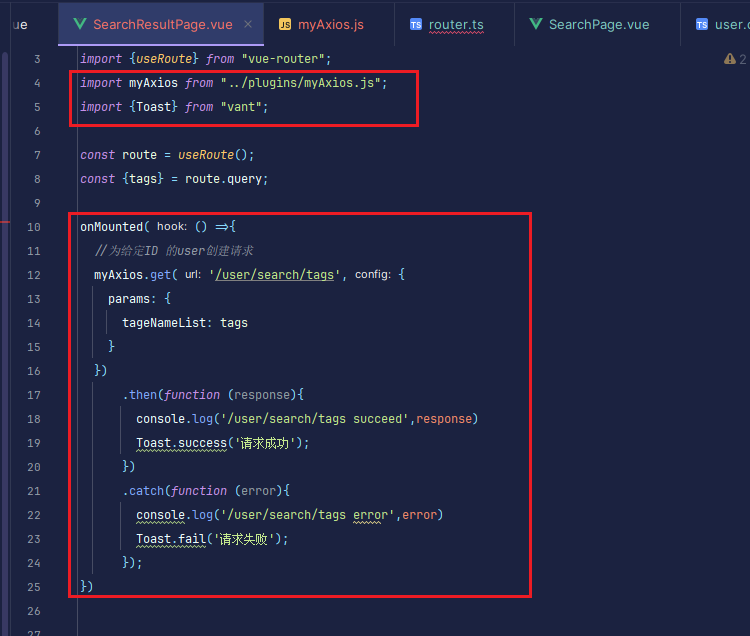 ue SearchResultPage.vue × myAxios.js router.ts SearchPage.vue user.
3 import {useRoute} from "vue-router"; 2
4 import myAxios from "../plugins/myAxios.js";
5 import {Toast} from "vant";
6
7 const route = useRoute();
8 const {tags} = route.query;
9
10 onMounted( hook: () =>{
11 //为给定ID 的user创建请求
12 myAxios.get( url: '/user/search/tags', config: {
13 params: {
14 tageNameList: tags
15 }
16 })
17 .then(function (response){
18 console.log('/user/search/tags succeed',response)
19 Toast.success('请求成功');
20 })
21 .catch(function (error){
22 console.log('/user/search/tags error',error)
23 Toast.fail('请求失败');
24 });
25 })
26
27